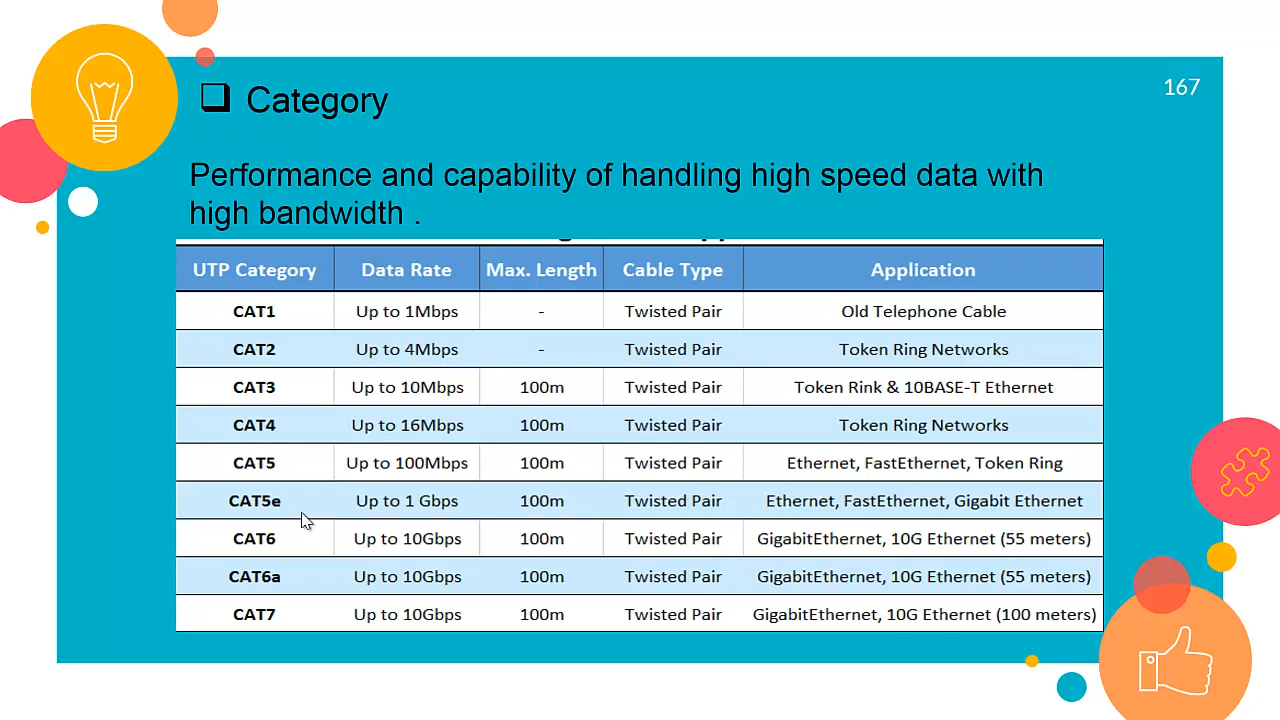 167
Category
Performance and capability of handling high speed data with
high bandwidth .
UTP Category Data Rate Max. Length Cable Type Application
CAT1 Up to 1Mbps - Twisted Pair Old Telephone Cable
CAT2 Up to 4Mbps - Twisted Pair Token Ring Networks
CAT3 Up to 10Mbps 100m Twisted Pair Token Rink & 10BASE-T Ethernet
CAT4 Up to 16Mbps 100m Twisted Pair Token Ring Networks
CAT5 Up to 100Mbps 100m Twisted Pair Ethernet, FastEthernet, Token Ring
CAT5e Up to 1 Gbps 100m Twisted Pair Ethernet, FastEthernet, Gigabit Ethernet
CAT6 Up to 10Gbps 100m Twisted Pair GigabitEthernet, 10G Ethernet (55 meters)
CAT6a Up to 10Gbps 100m Twisted Pair GigabitEthernet, 10G Ethernet (55 meters)
CAT7 Up to 10Gbps 100m Twisted Pair GigabitEthernet, 10G Ethernet (100 meters)